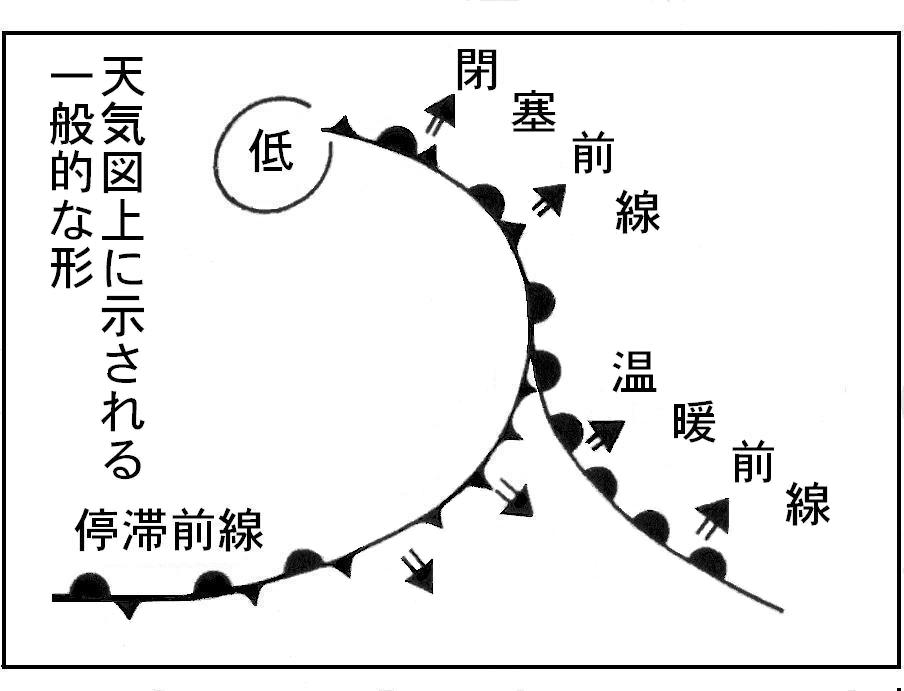 天気図上に示される
一般的な形
低
閉塞前線
温暖前線
停滞前線